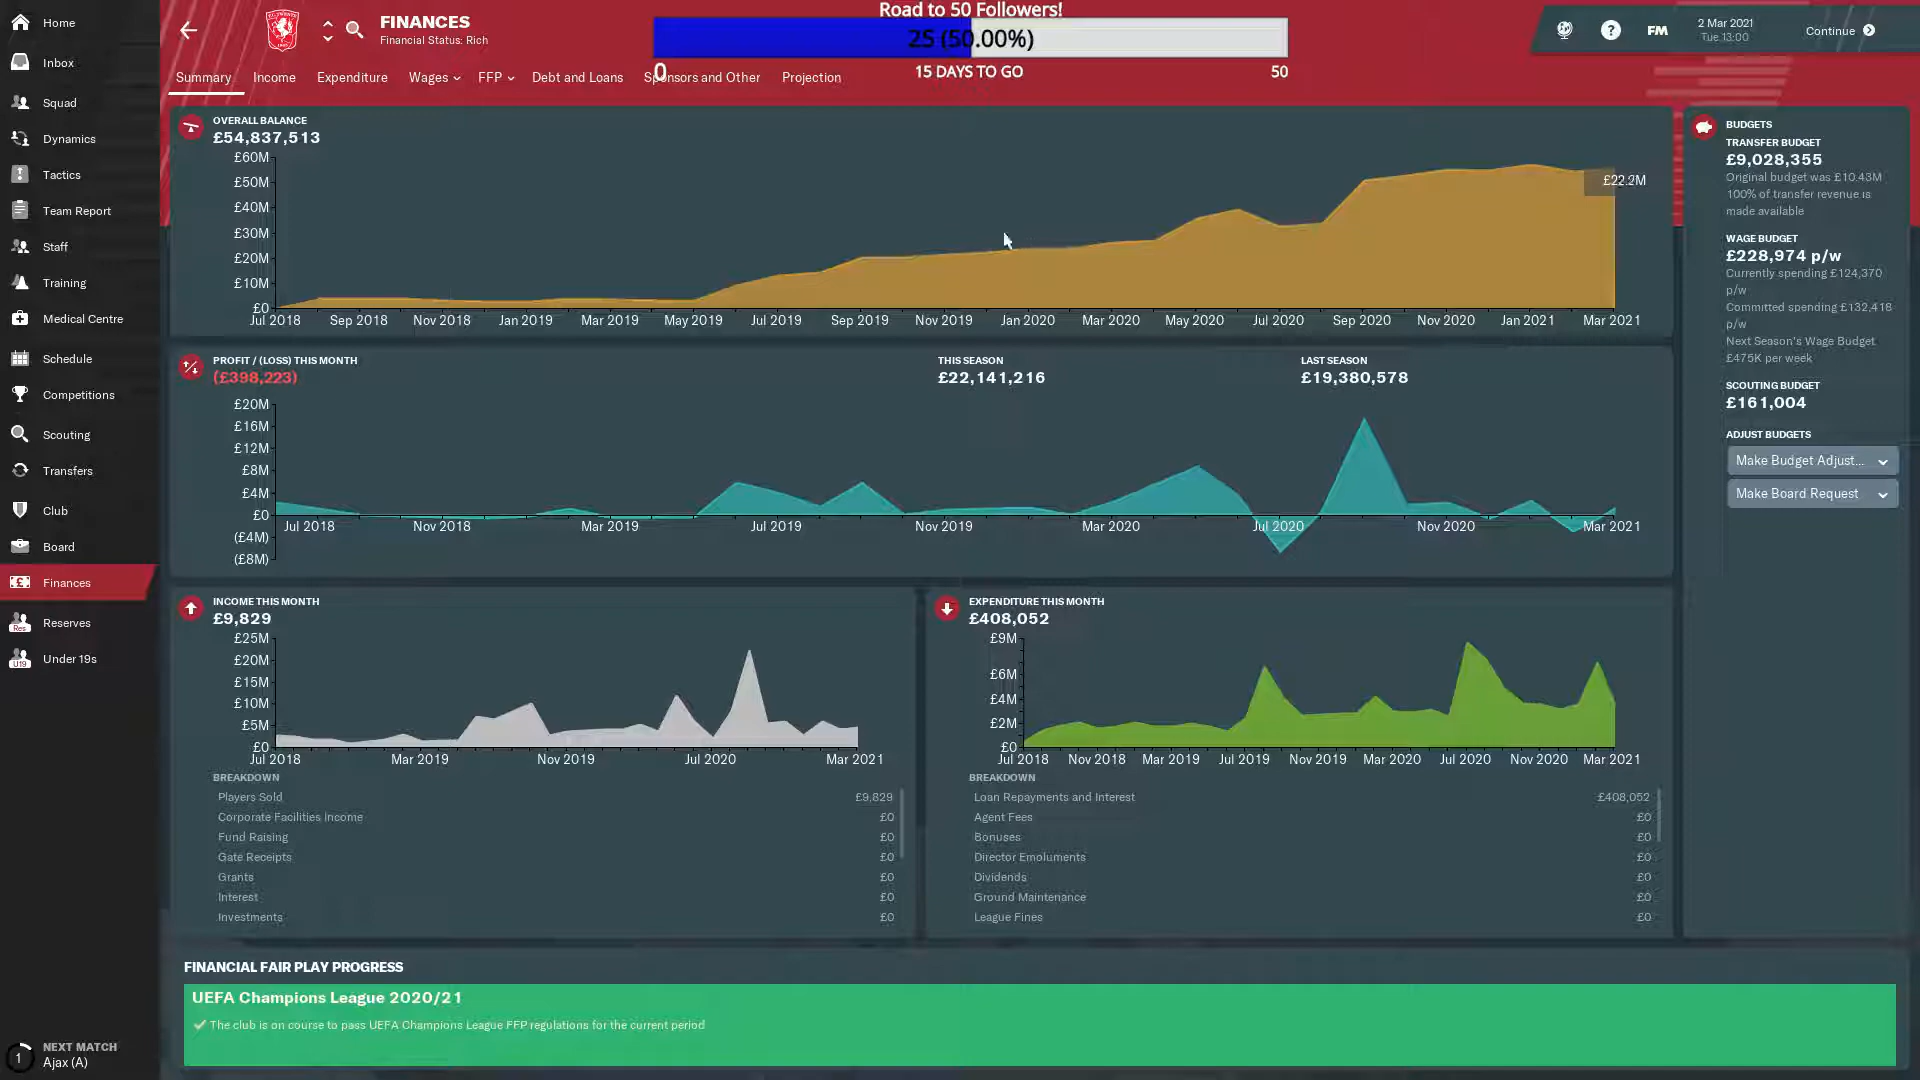 Home
Inbox
Squad
Dynamics
Tactics
Team Report
Staff
Training
Medical Centre
Schedule
Competitions
Scouting
Transfers
Club
Board
Finances
Reserves
Under 19s
NEXT MATCH
1
Ajax (A)
FINANCES
Financial Status: Rich
Road to 50 Followers!
25 (50.00%)
0
15 DAYS TO GO
50
FM
2 Mar 2021
Tue 13:00
Continue
Summary
Income
Expenditure
Wages
FFP
Debt and Loans
Sponsors and Other
Projection
OVERALL BALANCE
£54,837,513
£60M
£50M
£40M
£30M
£20M
£10M
£0
£22.2M
Jul 2018
Sep 2018
Nov 2018
Jan 2019
Mar 2019
May 2019
Jul 2019
Sep 2019
Nov 2019
Jan 2020
Mar 2020
May 2020
Jul 2020
Sep 2020
Nov 2020
Jan 2021
Mar 2021
PROFIT / (LOSS) THIS MONTH
(£398,223)
THIS SEASON
£22,141,216
LAST SEASON
£19,380,578
£20M
£16M
£12M
£8M
£4M
£0
(£4M)
(£8M)
Jul 2018
Nov 2018
Mar 2019
Jul 2019
Nov 2019
Mar 2020
Jul 2020
Nov 2020
Mar 2021
INCOME THIS MONTH
£9,829
£25M
£20M
£15M
£10M
£5M
£0
Jul 2018
Mar 2019
Nov 2019
Jul 2020
Mar 2021
BREAKDOWN
Players Sold £9,829
Corporate Facilities Income £0
Fund Raising £0
Gate Receipts £0
Grants £0
Interest £0
Investments £0
EXPENDITURE THIS MONTH
£408,052
£9M
£6M
£4M
£2M
£0
Jul 2018
Nov 2018
Mar 2019
Jul 2019
Nov 2019
Mar 2020
Jul 2020
Nov 2020
Mar 2021
BREAKDOWN
Loan Repayments and Interest £408,052
Agent Fees £0
Bonuses £0
Director Emoluments £0
Dividends £0
Ground Maintenance £0
League Fines £0
BUDGETS
TRANSFER BUDGET
£9,028,355
Original budget was £10.43M
100% of transfer revenue is
made available
WAGE BUDGET
£228,974 p/w
Currently spending £124,370
p/w
Committed spending £132,418
p/w
Next Season's Wage Budget
£475K per week
SCOUTING BUDGET
£161,004
ADJUST BUDGETS
Make Budget Adjust...
Make Board Request
FINANCIAL FAIR PLAY PROGRESS
UEFA Champions League 2020/21
The club is on course to pass UEFA Champions League FFP regulations for the current period